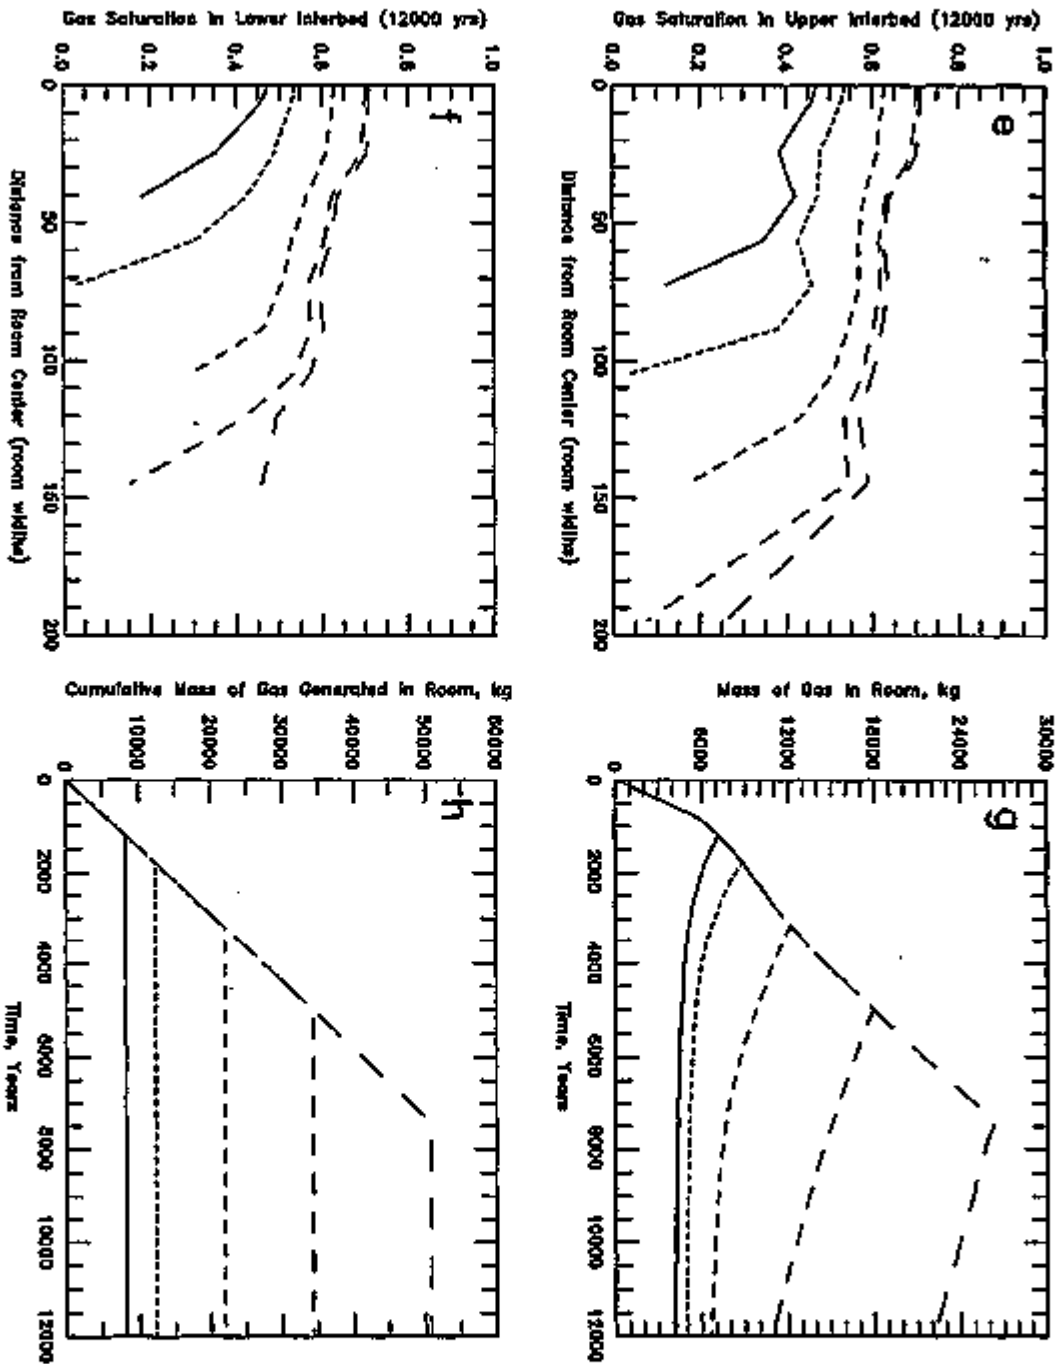 Gas Saturation in Upper Interbed (12000 yrs)
1.0
0.8
0.6
0.4
0.2
0.0
e
0 50 100 150 200
Distance from Room Center (room widths)
Mass of Gas in Room, kg
30000
24000
18000
12000
6000
0
g
0 2000 4000 6000 8000 10000 12000
Time, Years
Gas Saturation in Lower Interbed (12000 yrs)
1.0
0.8
0.6
0.4
0.2
0.0
f
0 50 100 150 200
Distance from Room Center (room widths)
Cumulative Mass of Gas Generated in Room, kg
60000
50000
40000
30000
20000
10000
0
h
0 2000 4000 6000 8000 10000 12000
Time, Years